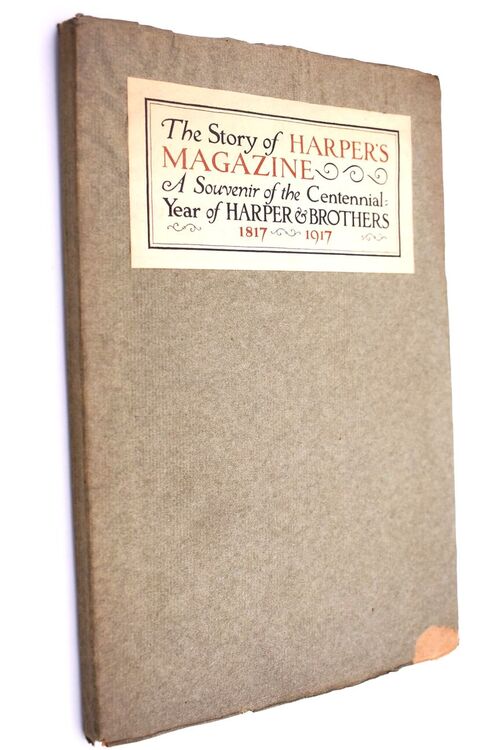 The Story of HARPER'S
MAGAZINE
A Souvenir of the Centennial:
Year of HARPER & BROTHERS
1817 1917